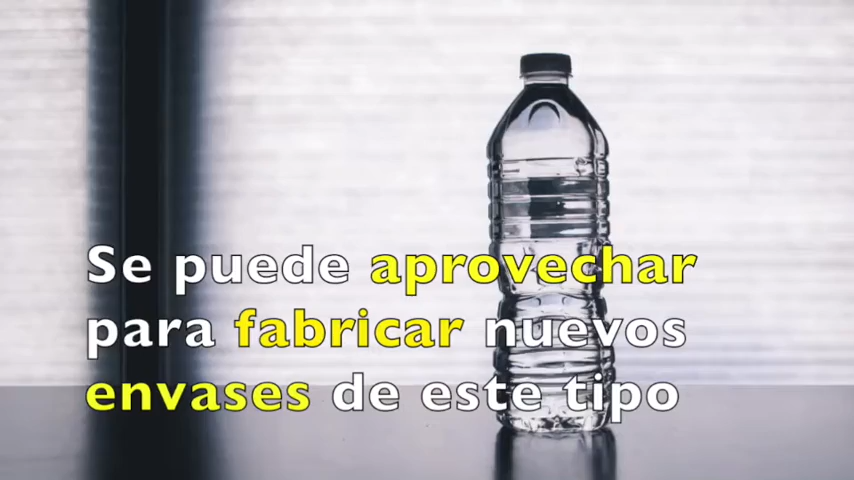 Se puede aprovechar
para fabricar nuevos
envases de este tipo